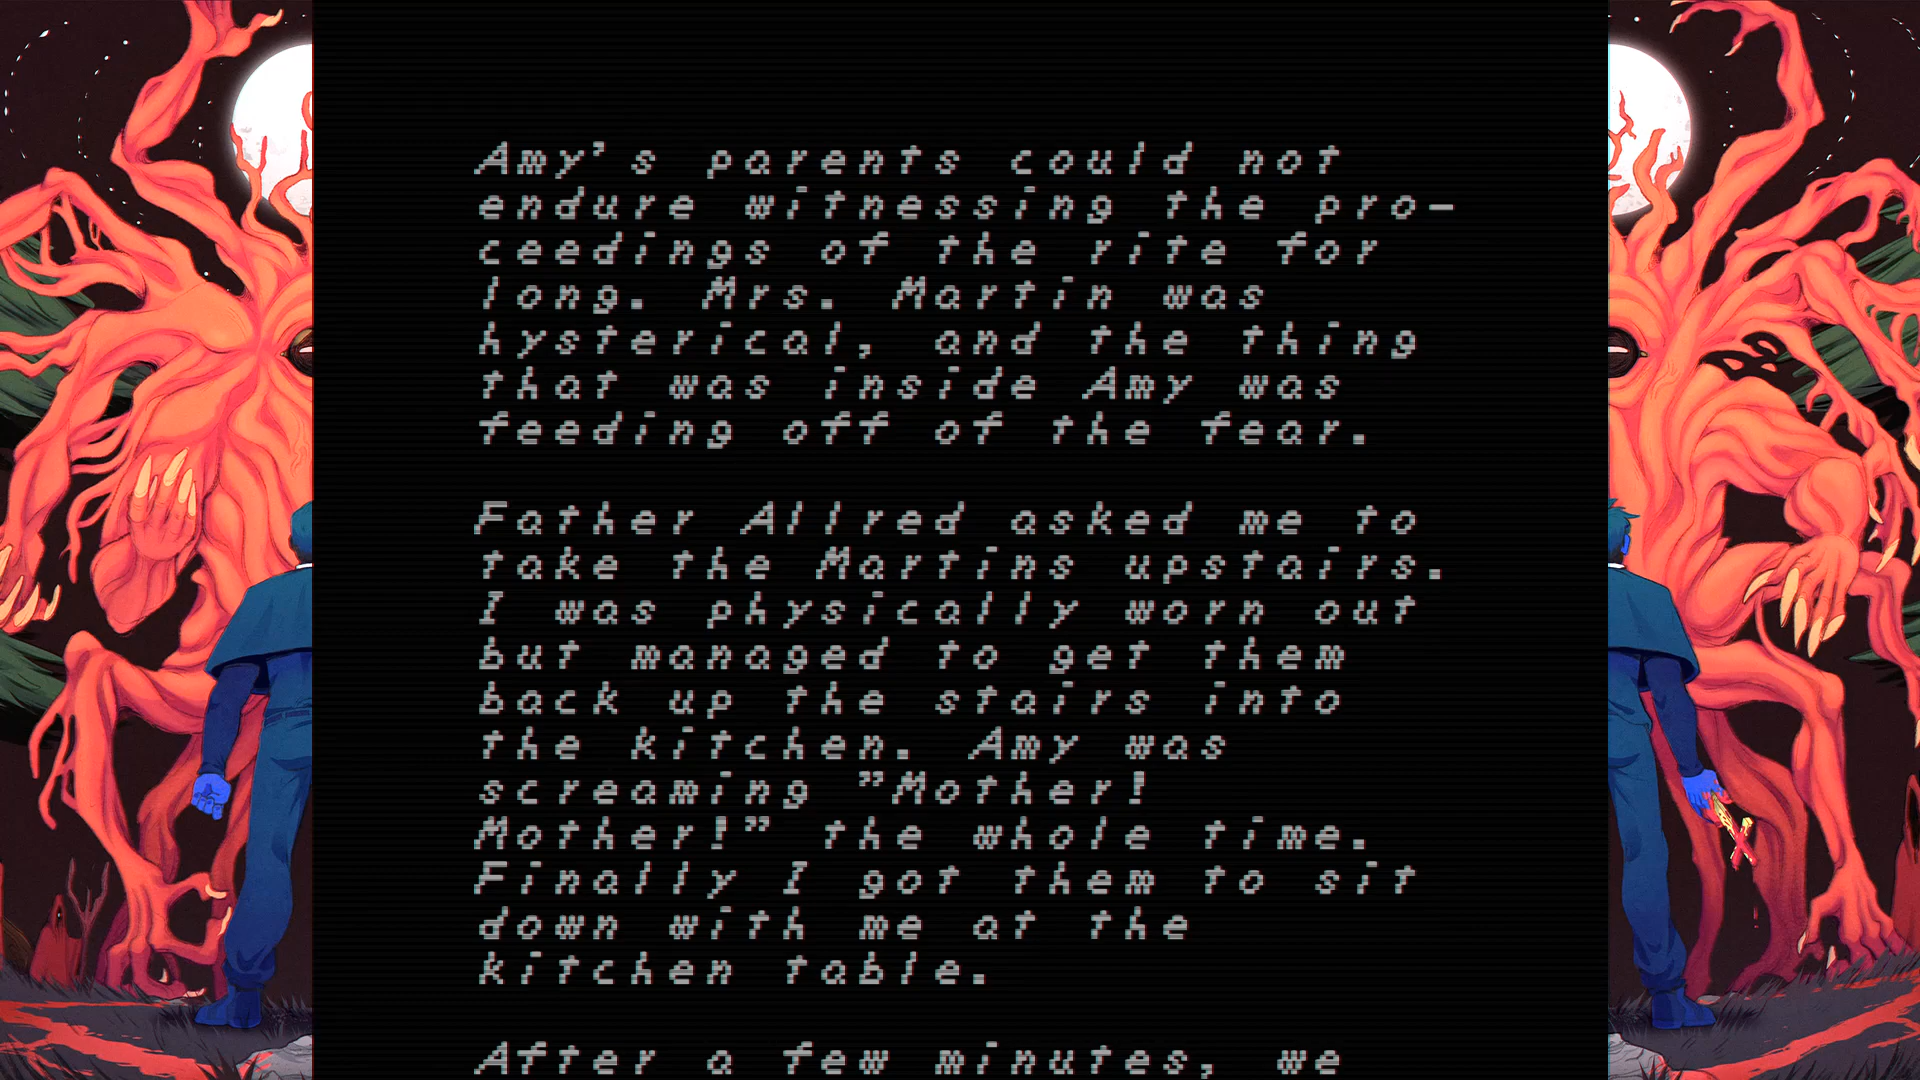 Amy's parents could not
endure witnessing the pro-
ceedings of the rite for
long. Mrs. Martin was
hysterical, and the thing
that was inside Amy was
feeding off of the fear.
Father Allred asked me to
take the Martins upstairs.
I was physically worn out
but managed to get them
back up the stairs into
the kitchen. Amy was
screaming "Mother!
Mother!" the whole time.
Finally I got them to sit
down with me at the
kitchen table.
After a few minutes, we